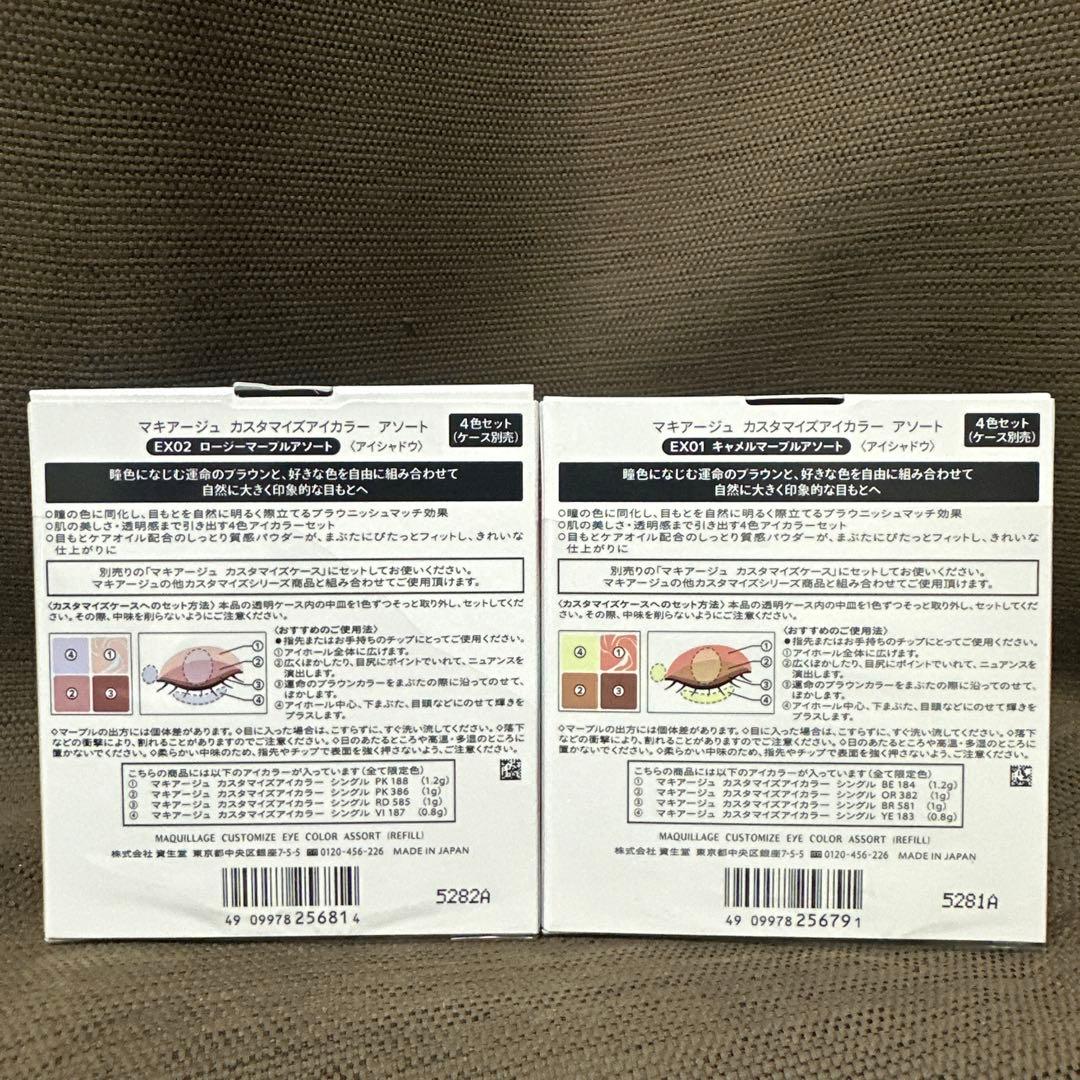 マキアージュ カスタマイズアイカラー アソート
EX02 ロージーマーブルアソート 〈アイシャドウ〉
4色セット
(ケース別売)
瞳色になじむ運命のブラウンと、好きな色を自由に組み合わせて
自然に大きく印象的な目もとへ
○瞳の色に同化し、目もとを自然に明るく際立てるブラウニッシュマッチ効果
○肌の美しさ・透明感まで引き出す4色アイカラーセット
○目もとケアオイル配合のしっとり質感パウダーが、まぶたにぴたっとフィットし、きれいな
仕上がりに
別売りの「マキアージュ カスタマイズケース」にセットしてお使いください。
マキアージュの他カスタマイズシリーズ商品と組み合わせてご使用頂けます。
〈カスタマイズケースへのセット方法〉本品の透明ケース内の中皿を1色ずつそっと取り外し、セットしてくだ
さい。その際、中味を削らないようにご注意ください。
④ ①
② ③
①
②
③
④
〈おすすめのご使用法〉
●指先またはお手持ちのチップにとってご使用ください。
①アイホール全体に広げます。
②広くぼかしたり、目尻にポイントでいれて、ニュアンスを
演出します。
③運命のブラウンカラーをまぶたの際に沿ってのせて、
ぼかします。
④アイホール中心、下まぶた、目頭などにのせて輝きを
プラスします。
◇マーブルの出方には個体差があります。◇目に入った場合は、こすらずに、すぐ洗い流してください。◇落下
などの衝撃により、割れることがありますのでご注意ください。◇日のあたるところや高温・多湿のところに
置かないでください。◇柔らかい中味のため、指先やチップで表面を強く押さないよう、ご注意ください。
こちらの商品には以下のアイカラーが入っています(全て限定色)
① マキアージュ カスタマイズアイカラー シングル PK 188 (1.2g)
② マキアージュ カスタマイズアイカラー シングル PK 386 (1g)
③ マキアージュ カスタマイズアイカラー シングル RD 585 (1g)
④ マキアージュ カスタマイズアイカラー シングル VI 187 (0.8g)
MAQUILLAGE CUSTOMIZE EYE COLOR ASSORT (REFILL)
株式会社 資生堂 東京都中央区銀座7-5-5 0120-456-226 MADE IN JAPAN
5282A
49 09978 25681 4
マキアージュ カスタマイズアイカラー アソート
EX01 キャメルマーブルアソート 〈アイシャドウ〉
4色セット
(ケース別売)
瞳色になじむ運命のブラウンと、好きな色を自由に組み合わせて
自然に大きく印象的な目もとへ
○瞳の色に同化し、目もとを自然に明るく際立てるブラウニッシュマッチ効果
○肌の美しさ・透明感まで引き出す4色アイカラーセット
○目もとケアオイル配合のしっとり質感パウダーが、まぶたにぴたっとフィットし、きれいな
仕上がりに
別売りの「マキアージュ カスタマイズケース」にセットしてお使いください。
マキアージュの他カスタマイズシリーズ商品と組み合わせてご使用頂けます。
〈カスタマイズケースへのセット方法〉本品の透明ケース内の中皿を1色ずつそっと取り外し、セットしてくだ
さい。その際、中味を削らないようにご注意ください。
④ ①
② ③
①
②
③
④
〈おすすめのご使用法〉
●指先またはお手持ちのチップにとってご使用ください。
①アイホール全体に広げます。
②広くぼかしたり、目尻にポイントでいれて、ニュアンスを
演出します。
③運命のブラウンカラーをまぶたの際に沿ってのせて、
ぼかします。
④アイホール中心、下まぶた、目頭などにのせて輝きを
プラスします。
◇マーブルの出方には個体差があります。◇目に入った場合は、こすらずに、すぐ洗い流してください。◇落下
などの衝撃により、割れることがありますのでご注意ください。◇日のあたるところや高温・多湿のところに
置かないでください。◇柔らかい中味のため、指先やチップで表面を強く押さないよう、ご注意ください。
こちらの商品には以下のアイカラーが入っています(全て限定色)
① マキアージュ カスタマイズアイカラー シングル BE 184 (1.2g)
② マキアージュ カスタマイズアイカラー シングル OR 382 (1g)
③ マキアージュ カスタマイズアイカラー シングル BR 581 (1g)
④ マキアージュ カスタマイズアイカラー シングル YE 183 (0.8g)
MAQUILLAGE CUSTOMIZE EYE COLOR ASSORT (REFILL)
株式会社 資生堂 東京都中央区銀座7-5-5 0120-456-226 MADE IN JAPAN
5281A
49 09978 25679 1